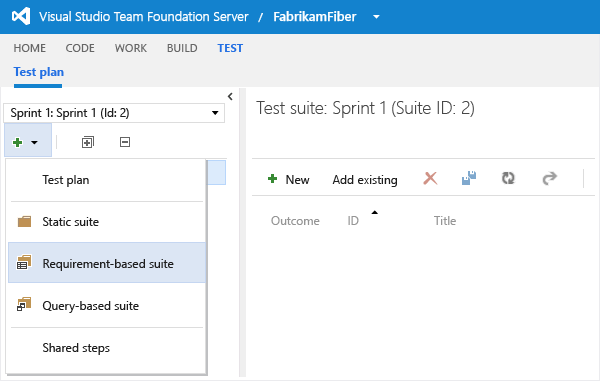 Visual Studio Team Foundation Server / FabrikamFiber
HOME CODE WORK BUILD TEST
Test plan
Sprint 1: Sprint 1 (Id: 2)
Test plan
Static suite
Requirement-based suite
Query-based suite
Shared steps
Test suite: Sprint 1 (Suite ID: 2)
New Add existing
Outcome ID Title